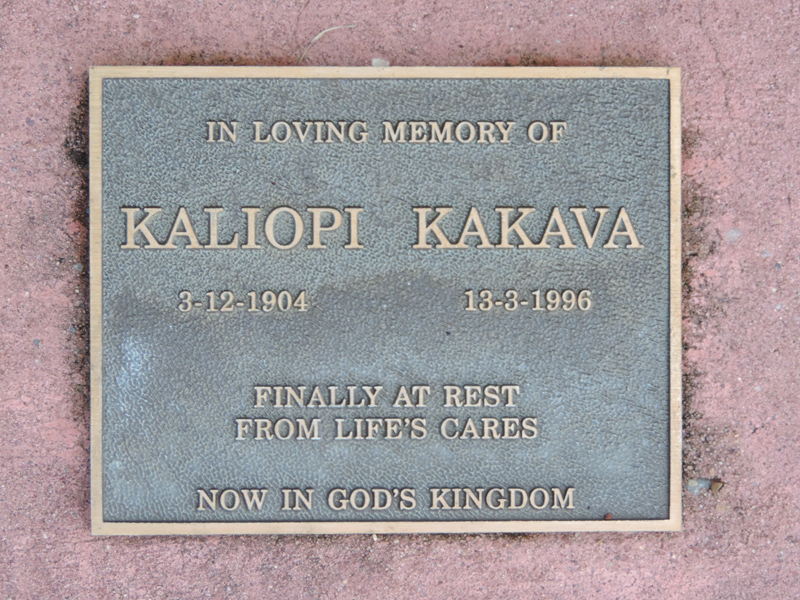 IN LOVING MEMORY OF
KALIOPI KAKAVA
3-12-1904 13-3-1996
FINALLY AT REST
FROM LIFE'S CARES
NOW IN GOD'S KINGDOM